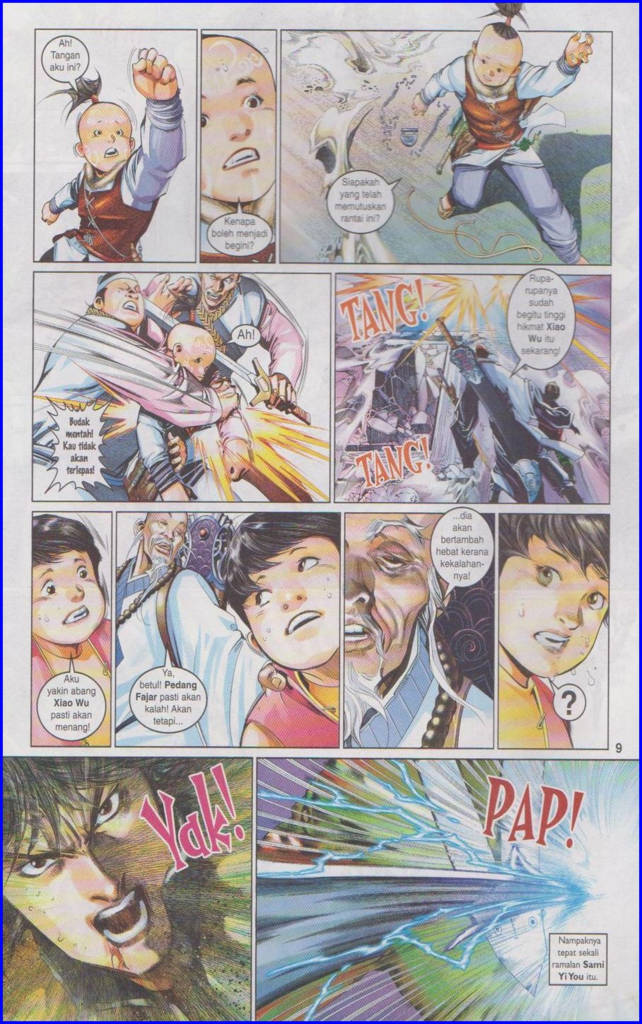 Ah!
Tangan
aku ini?
Kenapa
boleh menjadi
begini?
Siapakah
yang telah
memutuskan
rantai ini?
Ah!
Budak
mentah!
Kau tidak
akan
terlepas!
TANG!
TANG!
Rupa-
rupanya
sudah
begitu tinggi
hikmat Xiao
Wu itu
sekarang!
Aku
yakin abang
Xiao Wu
pasti akan
menang!
Ya,
betul! Pedang
Fajar pasti akan
kalah! Akan
tetapi...
...dia
akan
bertambah
hebat kerana
kekalahan-
nya!
?
9
Yak!
PAP!
Nampaknya
tepat sekali
ramalan Sami
Yi You itu.